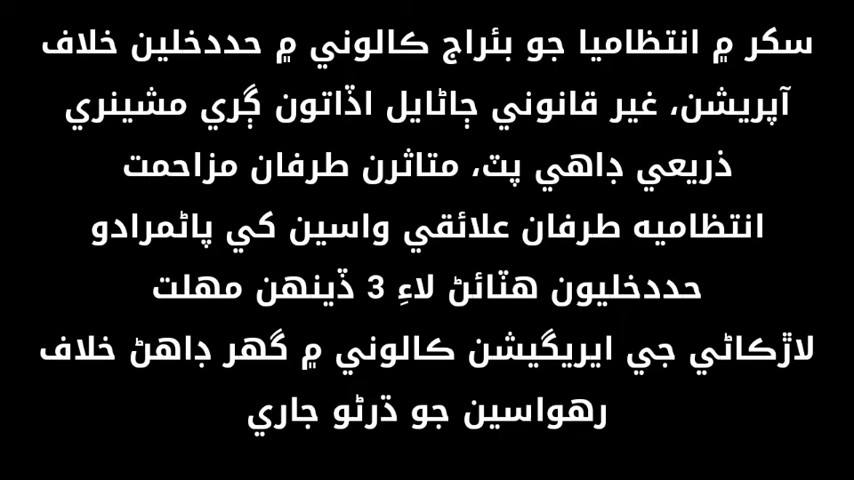 سکر ۾ انتظاميا جو بئراج ڪالوني ۾ حددخلين خلاف
آپريشن، غير قانوني ڄاڻايل اڏاتون ڳري مشينري
ذريعي ڊاهي پٽ، متاثرن طرفان مزاحمت
انتظاميه طرفان علائقي واسين کي پاڻمرادو
حددخليون هٽائڻ لاءِ 3 ڏينهن مهلت
لاڙڪاڻي جي ايريگيشن ڪالوني ۾ گهر ڊاهڻ خلاف
رهواسين جو ڌرڻو جاري